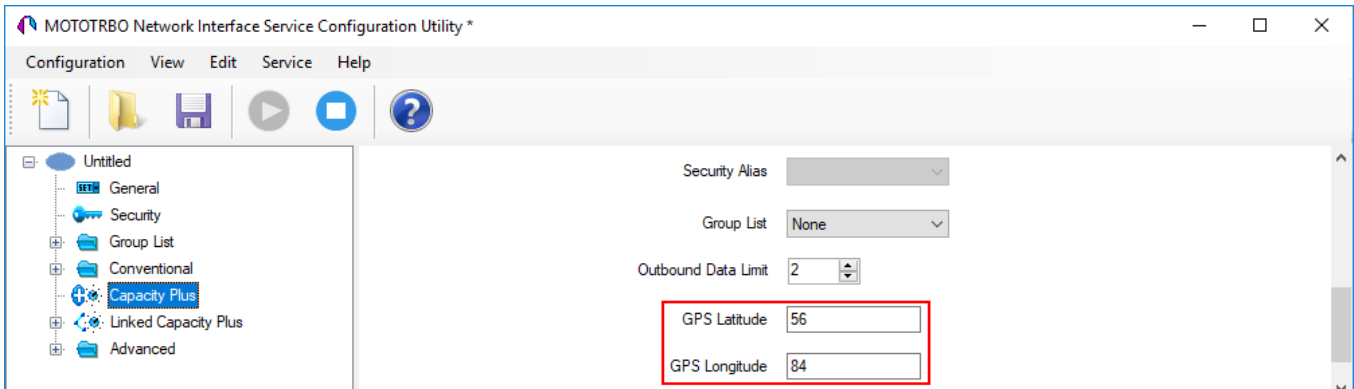 MOTOTRBO Network Interface Service Configuration Utility *
Configuration View Edit Service Help
?
Untitled
SET
General
Security
Group List
Conventional
Capacity Plus
Linked Capacity Plus
Advanced
Security Alias
Group List None
Outbound Data Limit 2
GPS Latitude 56
GPS Longitude 84